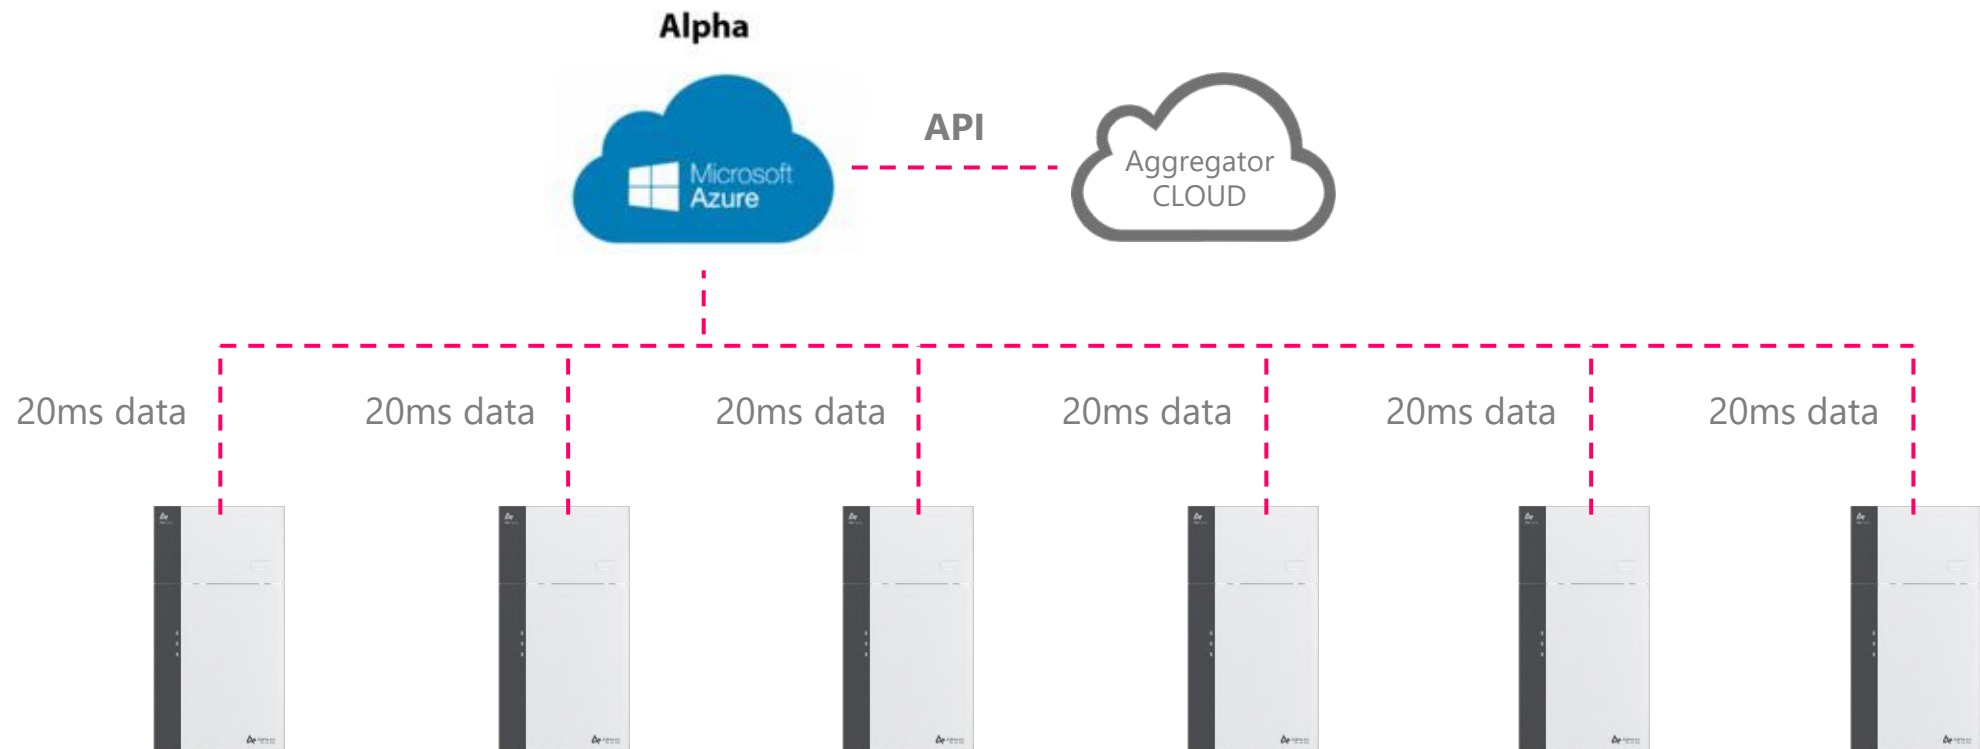 Alpha
Microsoft
Azure
API
Aggregator
CLOUD
20ms data
20ms data
20ms data
20ms data
20ms data
20ms data